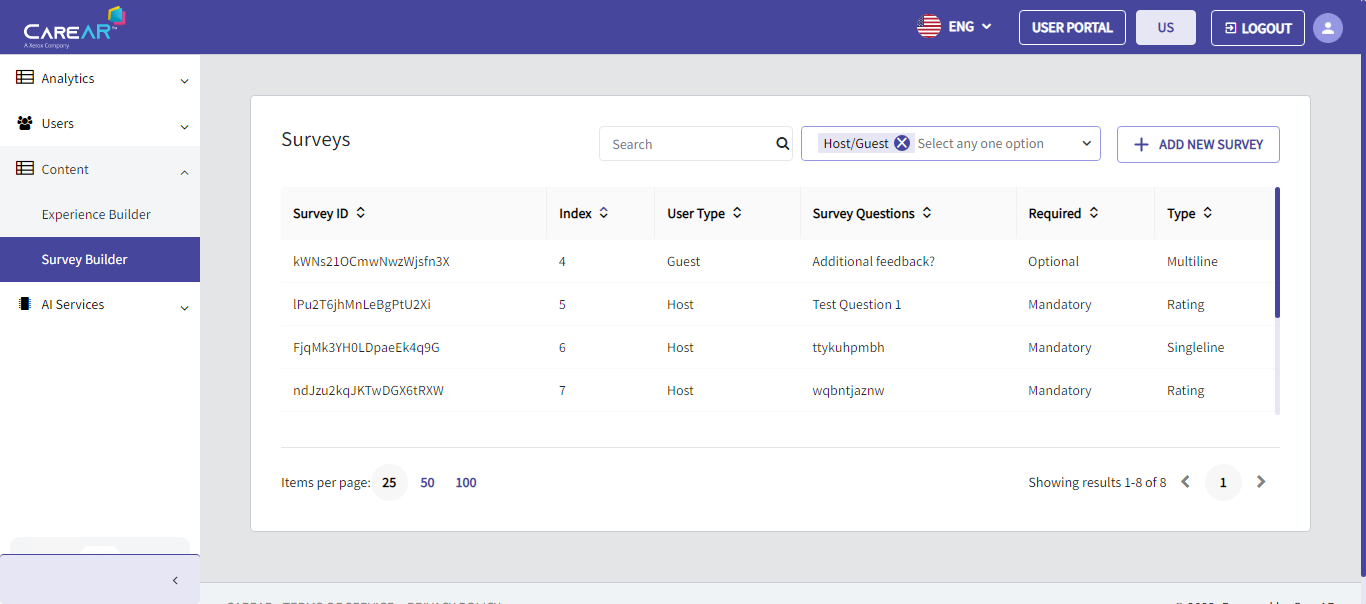 CAREAR™
A Xerox Company
ENG
USER PORTAL
US
LOGOUT
Analytics
Users
Content
Experience Builder
Survey Builder
AI Services
Surveys
Search
Host/Guest Select any one option
ADD NEW SURVEY
Survey ID Index User Type Survey Questions Required Type
kWNs21OCmwNwzWjsfn3X 4 Guest Additional feedback? Optional Multiline
lPu2T6jhMnLeBgPtU2Xi 5 Host Test Question 1 Mandatory Rating
FjqMk3YH0LDpaeEk4q9G 6 Host ttykuhpmbh Mandatory Singleline
ndJzu2kqJKTwDGX6tRXW 7 Host wqbntjaznw Mandatory Rating
Items per page: 25 50 100
Showing results 1-8 of 8 1